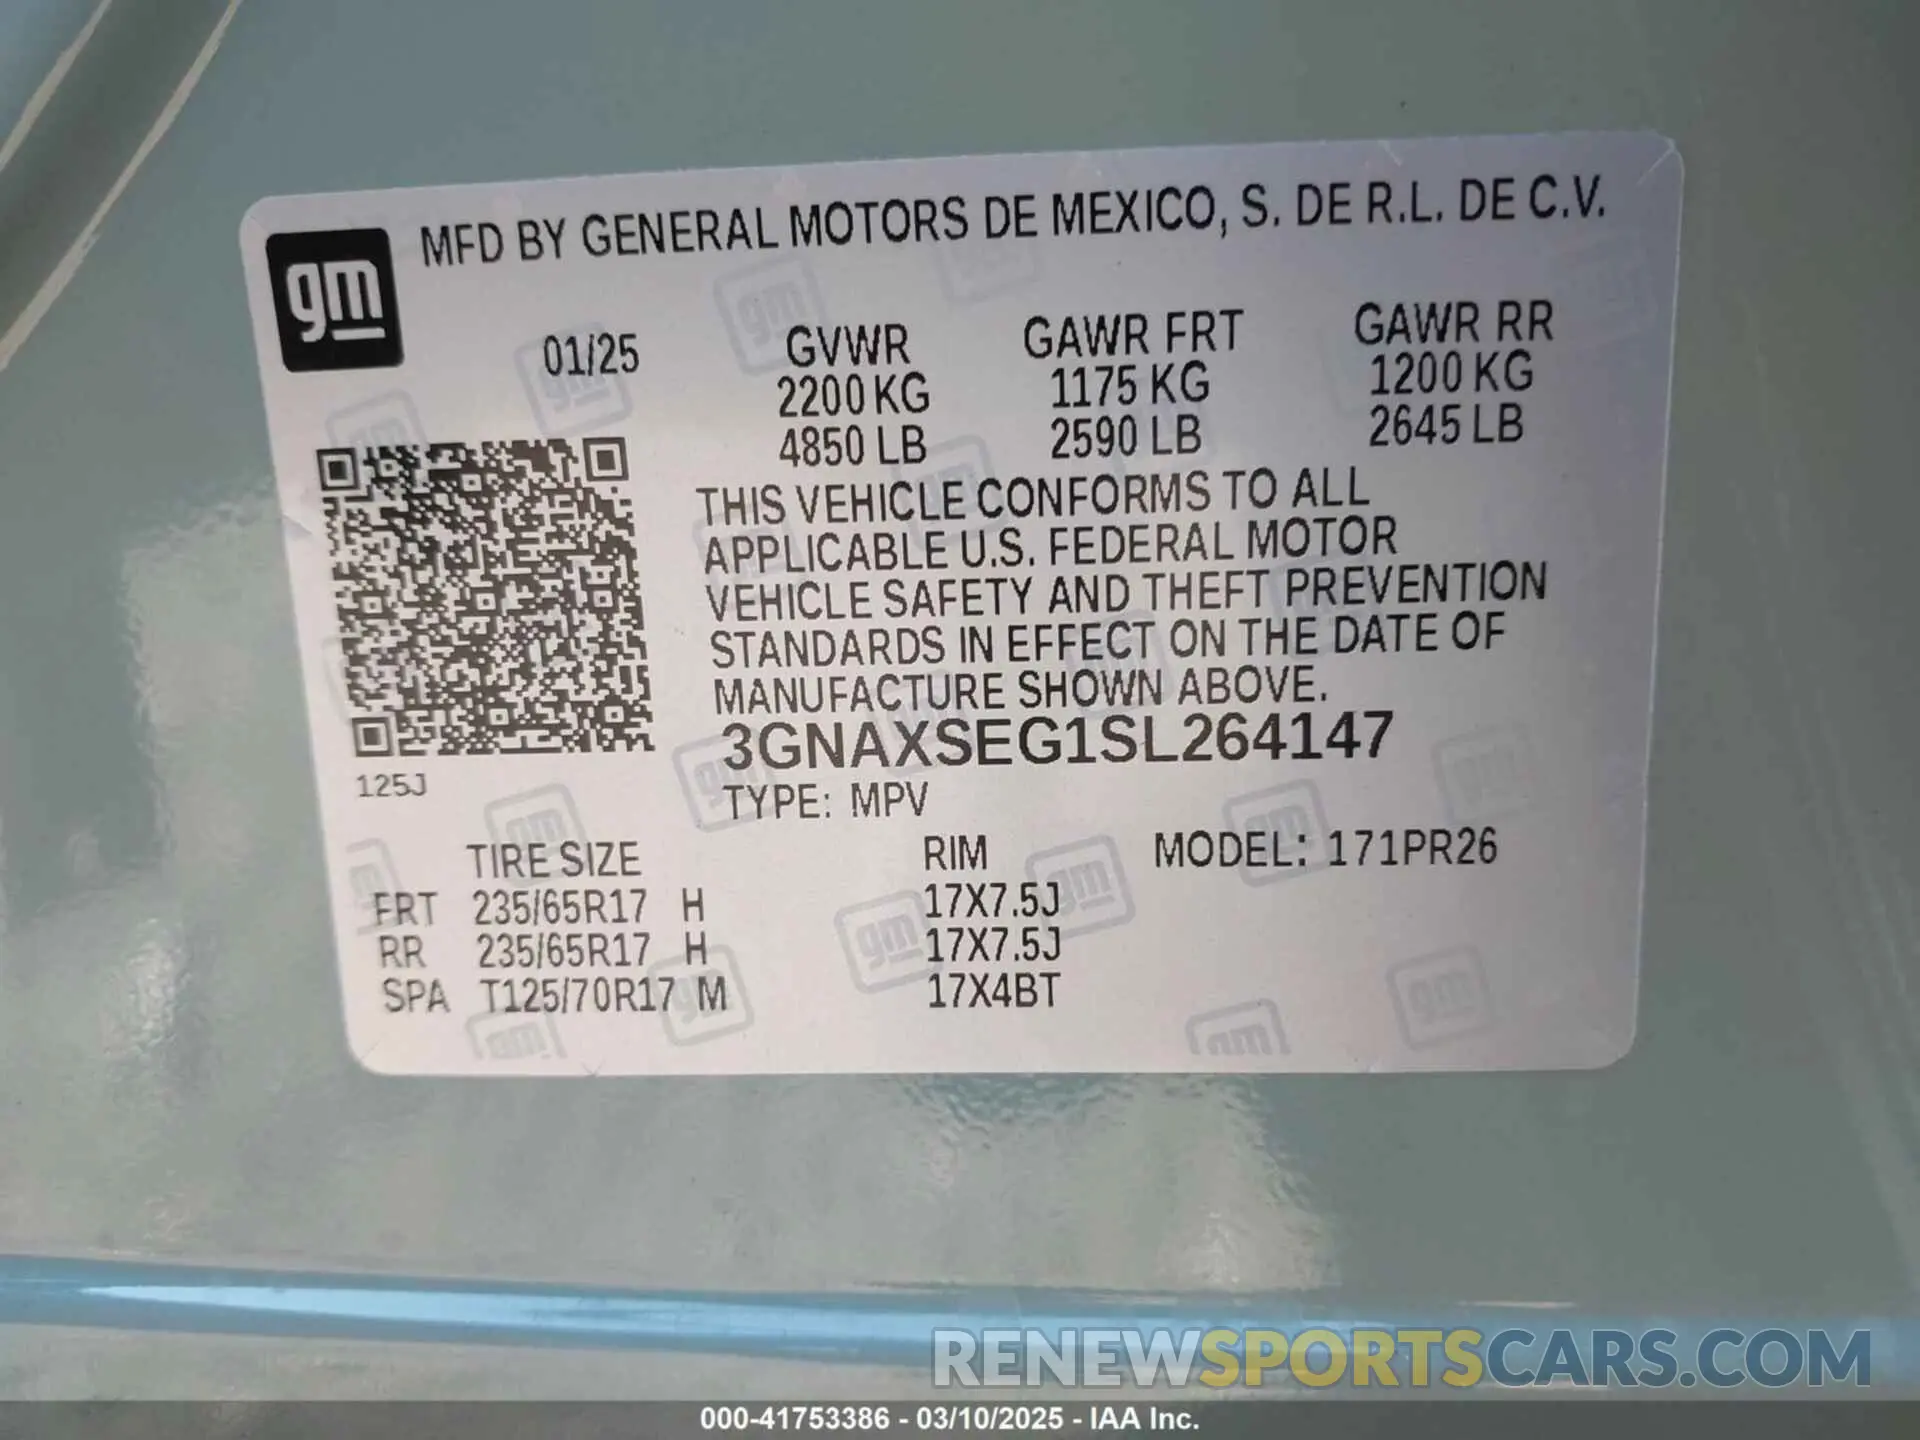 gm
MFD BY GENERAL MOTORS DE MEXICO, S. DE R.L. DE C.V.
01/25
GVWR GAWR FRT GAWR RR
2200 KG 1175 KG 1200 KG
4850 LB 2590 LB 2645 LB
THIS VEHICLE CONFORMS TO ALL
APPLICABLE U.S. FEDERAL MOTOR
VEHICLE SAFETY AND THEFT PREVENTION
STANDARDS IN EFFECT ON THE DATE OF
MANUFACTURE SHOWN ABOVE.
3GNAXSEG1SL264147
125J
TYPE: MPV
TIRE SIZE RIM MODEL: 171PR26
FRT 235/65R17 H 17X7.5J
RR 235/65R17 H 17X7.5J
SPA T125/70R17 M 17X4BT
RENEWSPORTSCARS.COM
000-41753386 - 03/10/2025 - IAA Inc.